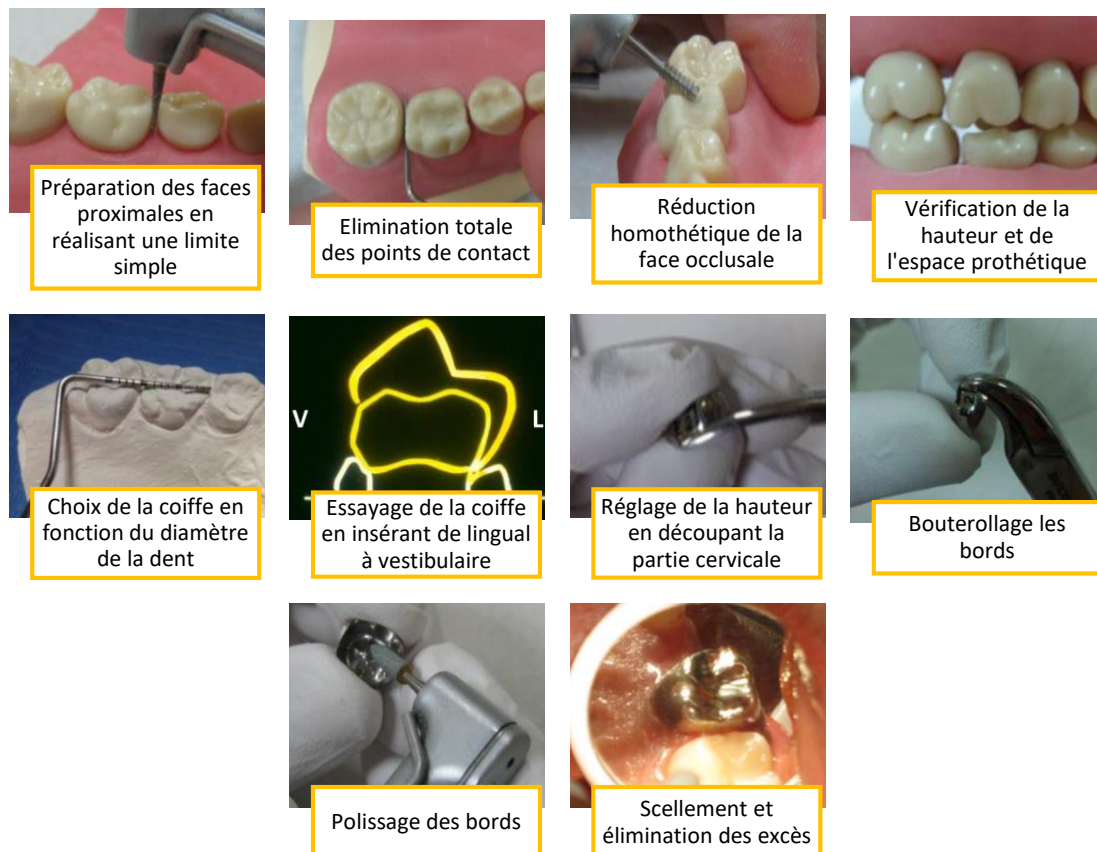 Préparation des faces
proximales en
réalisant une limite
simple
Elimination totale
des points de contact
Réduction
homothétique de la
face occlusale
Vérification de la
hauteur et de
l'espace prothétique
Choix de la coiffe en
fonction du diamètre
de la dent
V
L
Essayage de la coiffe
en insérant de lingual
à vestibulaire
Réglage de la hauteur
en découpant la
partie cervicale
Bouterollage les
bords
Polissage des bords
Scellement et
élimination des excès